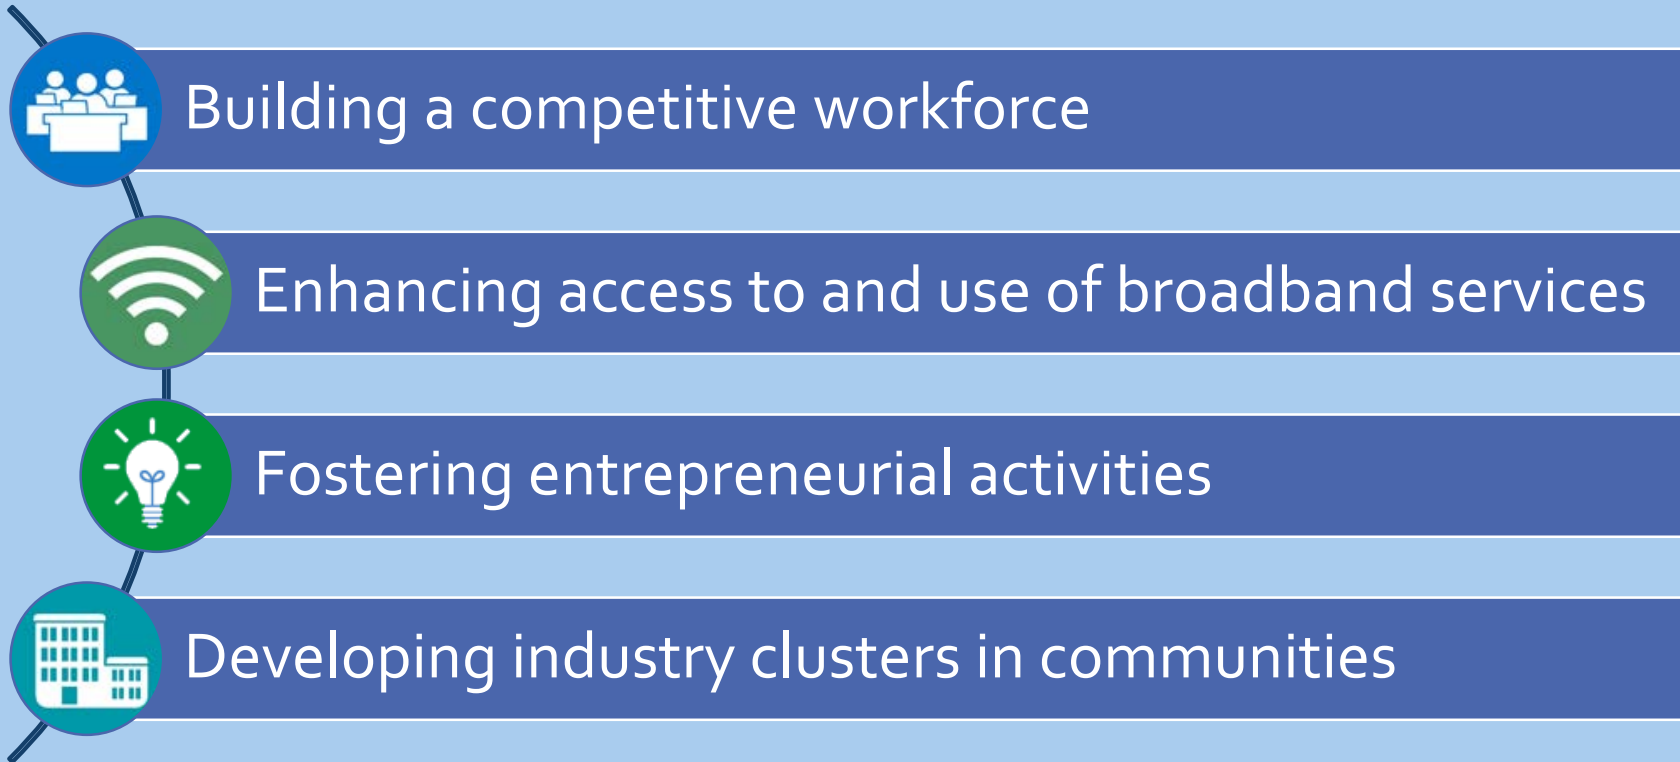 Building a competitive workforce
Enhancing access to and use of broadband services
Fostering entrepreneurial activities
Developing industry clusters in communities